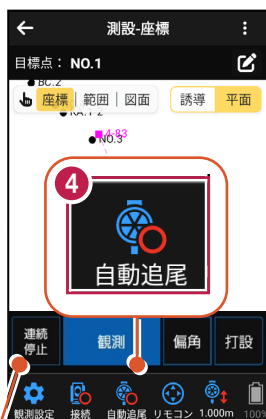 測設-座標
目標点： NO.1
BC.2
座標 | 範囲 | 図面 誘導 平面
KA.1-2
4-83
NO.3
4
自動追尾
連続停止 観測 偏角 打設
観測設定 接続 自動追尾 リモコン 1.000m 100%